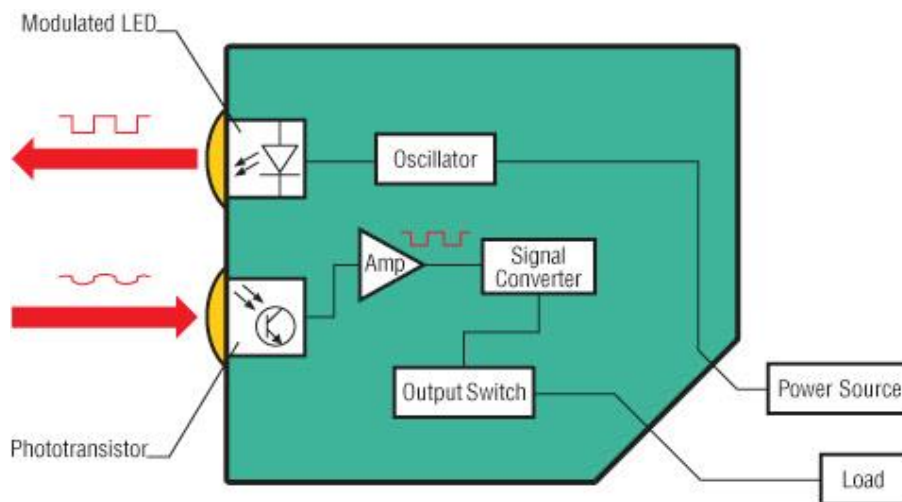 Modulated LED
Oscillator
Amp
Signal
Converter
Output Switch
Power Source
Phototransistor
Load